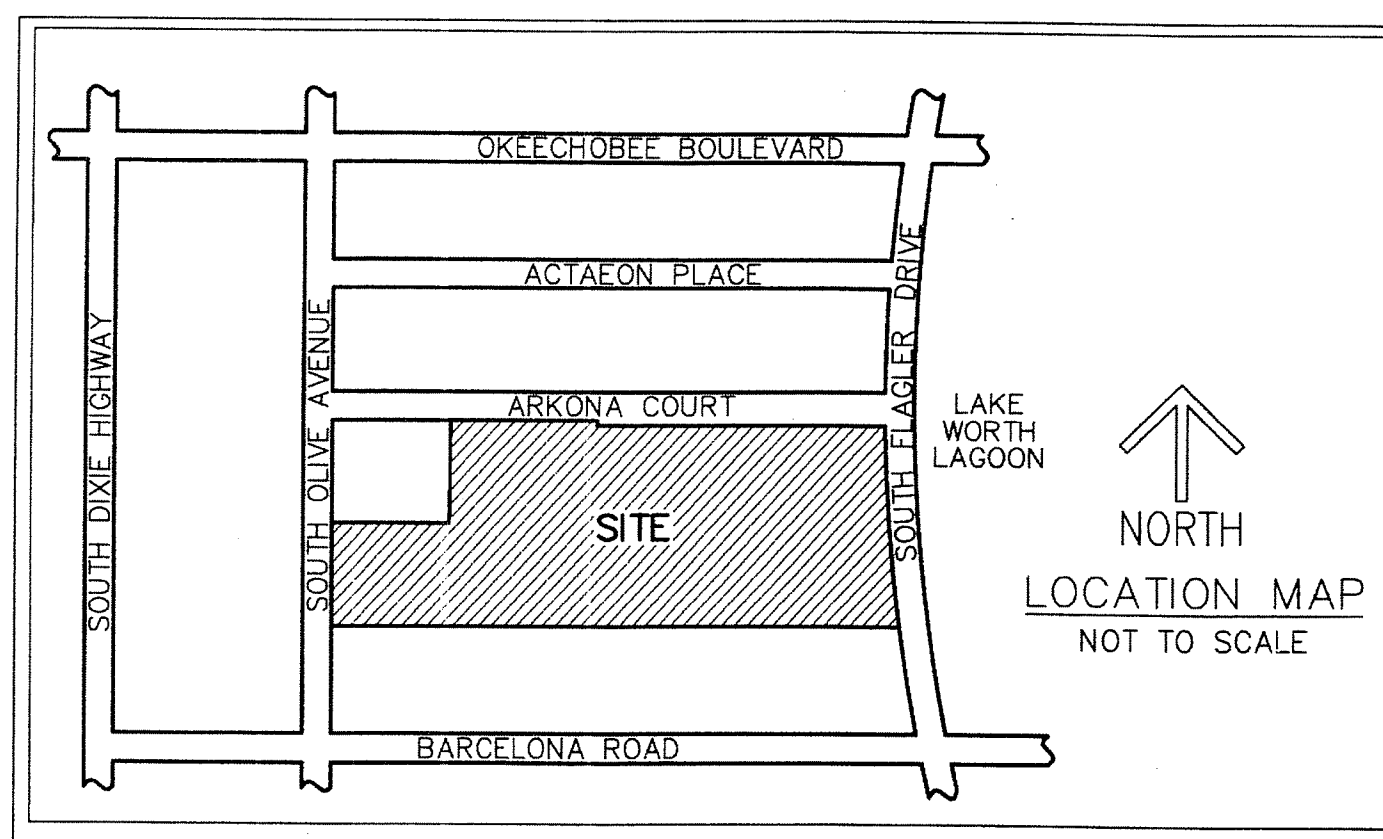 OKEECHOBEE BOULEVARD
ACTAEON PLACE
ARKONA COURT
SOUTH DIXIE HIGHWAY
SOUTH OLIVE AVENUE
SITE
SOUTH FLAGLER DRIVE
LAKE
WORTH
LAGOON
NORTH
LOCATION MAP
NOT TO SCALE
BARCELONA ROAD